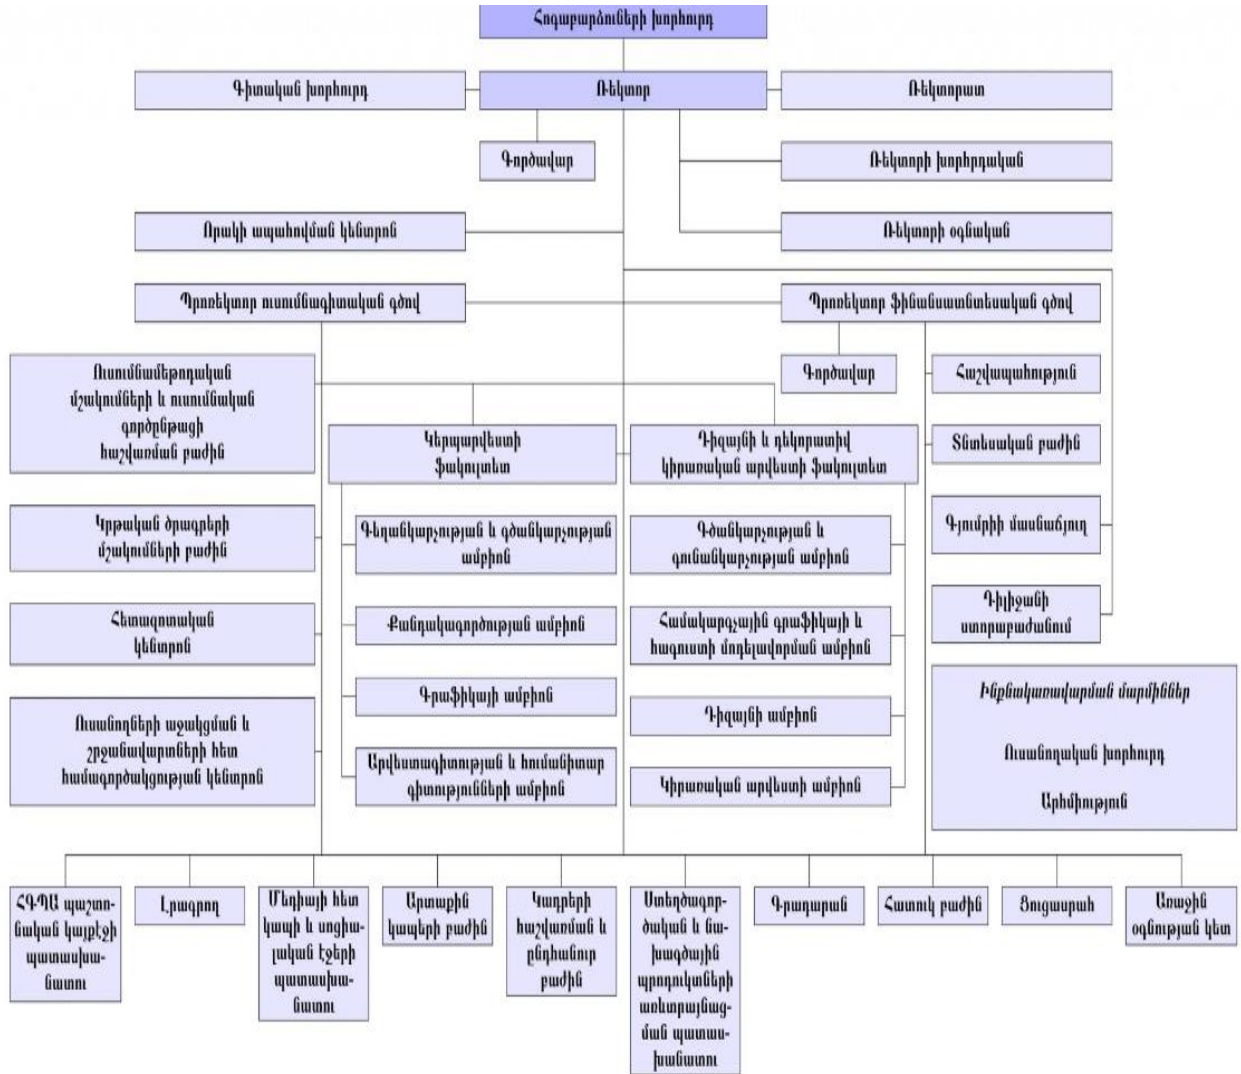 Հոգաբարձուների խորհուրդ
Գիտական խորհուրդ
Ռեկտոր
Ռեկտորատ
Գործավար
Ռեկտորի խորհրդական
Որակի ապահովման կենտրոն
Ռեկտորի օգնական
Պրոռեկտոր ուսումնագիտական գծով
Պրոռեկտոր ֆինանսատնտեսական գծով
Ուսումնամեթոդական
մշակումների և ուսումնական
գործընթացի
հաշվառման բաժին
Գործավար
Հաշվապահություն
Կերպարվեստի
ֆակուլտետ
Դիզայնի և դեկորատիվ
կիրառական արվեստի ֆակուլտետ
Տնտեսական բաժին
Կրթական ծրագրերի
մշակումների բաժին
Գեղանկարչության և գծանկարչության
ամբիոն
Գծանկարչության և
գունանկարչության ամբիոն
Գյումրիի մասնաճյուղ
Հետազոտական
կենտրոն
Քանդակագործության ամբիոն
Համակարգչային գրաֆիկայի և
հագուստի մոդելավորման ամբիոն
Դիլիջանի
ստորաբաժանում
Գրաֆիկայի ամբիոն
Դիզայնի ամբիոն
Ինքնակառավարման մարմիններ
Ուսանողական խորհուրդ
Արհմիություն
Ուսանողների աջակցման և
շրջանավարտների հետ
համագործակցության կենտրոն
Արվեստագիտության և հումանիտար
գիտությունների ամբիոն
Կիրառական արվեստի ամբիոն
ՀԳՊԱ պաշտո-
նական կայքէջի
պատասխա-
նատու
Լրագրող
Մեդիայի հետ
կապի և սոցիա-
լական էջերի
պատասխա-
նատու
Արտաքին
կապերի բաժին
Կադրերի
հաշվառման և
ընդհանուր
բաժին
Ստեղծագոր-
ծական և նա-
խագծային
պրոդուկտների
առևտրայնաց-
ման պատաս-
խանատու
Գրադարան
Հատուկ բաժին
Ցուցասրահ
Առաջին
օգնության կետ